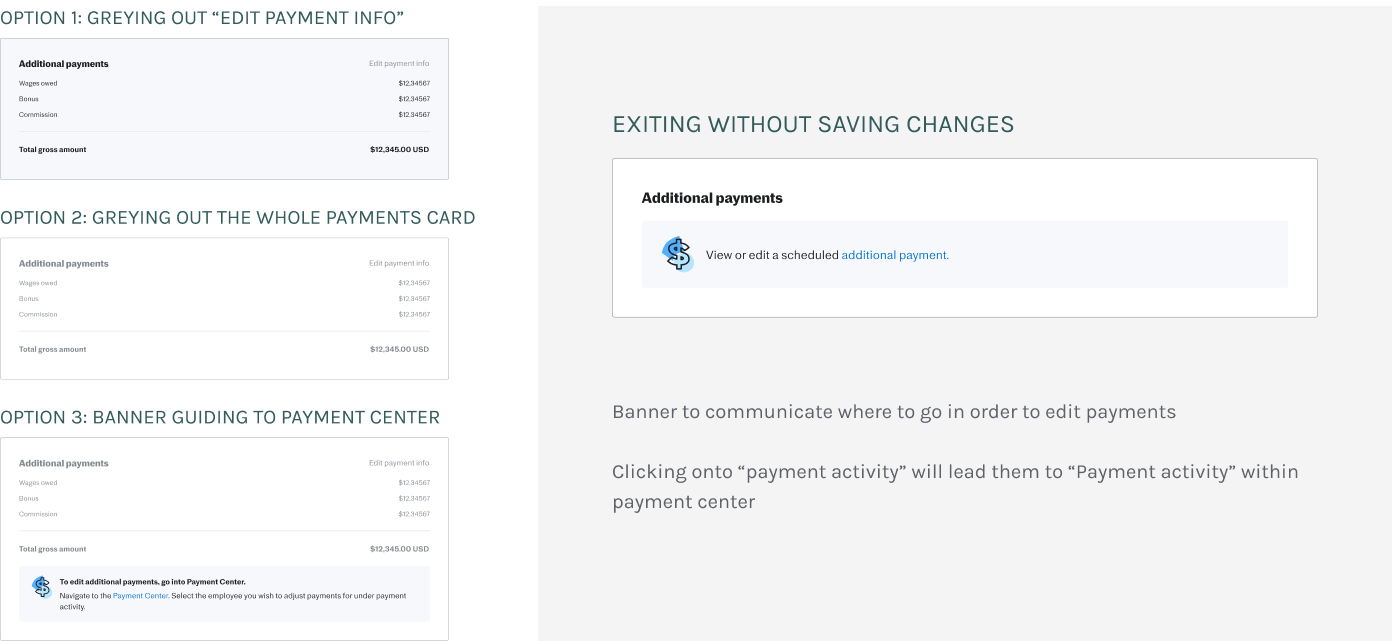 OPTION 1: GREYING OUT “EDIT PAYMENT INFO”
Additional payments
Edit payment info
Wages owed
$12,34567
Bonus
$12,34567
Commission
$12,34567
Total gross amount
$12,345.00 USD
OPTION 2: GREYING OUT THE WHOLE PAYMENTS CARD
Additional payments
Edit payment info
Wages owed
$12,34567
Bonus
$12,34567
Commission
$12,34567
Total gross amount
$12,345.00 USD
OPTION 3: BANNER GUIDING TO PAYMENT CENTER
Additional payments
Edit payment info
Wages owed
$12,34567
Bonus
$12,34567
Commission
$12,34567
Total gross amount
$12,345.00 USD
To edit additional payments, go into Payment Center.
Navigate to the Payment Center. Select the employee you wish to adjust payments for under payment
activity.
EXITING WITHOUT SAVING CHANGES
Additional payments
View or edit a scheduled additional payment.
Banner to communicate where to go in order to edit payments
Clicking onto “payment activity” will lead them to “Payment activity” within
payment center